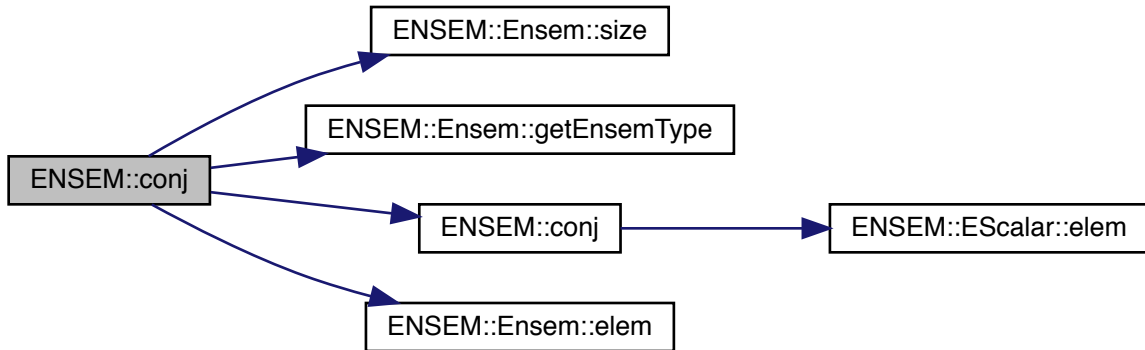 ENSEM::Ensem::size
ENSEM::Ensem::getEnsemType
ENSEM::conj
ENSEM::conj
ENSEM::EScalar::elem
ENSEM::Ensem::elem